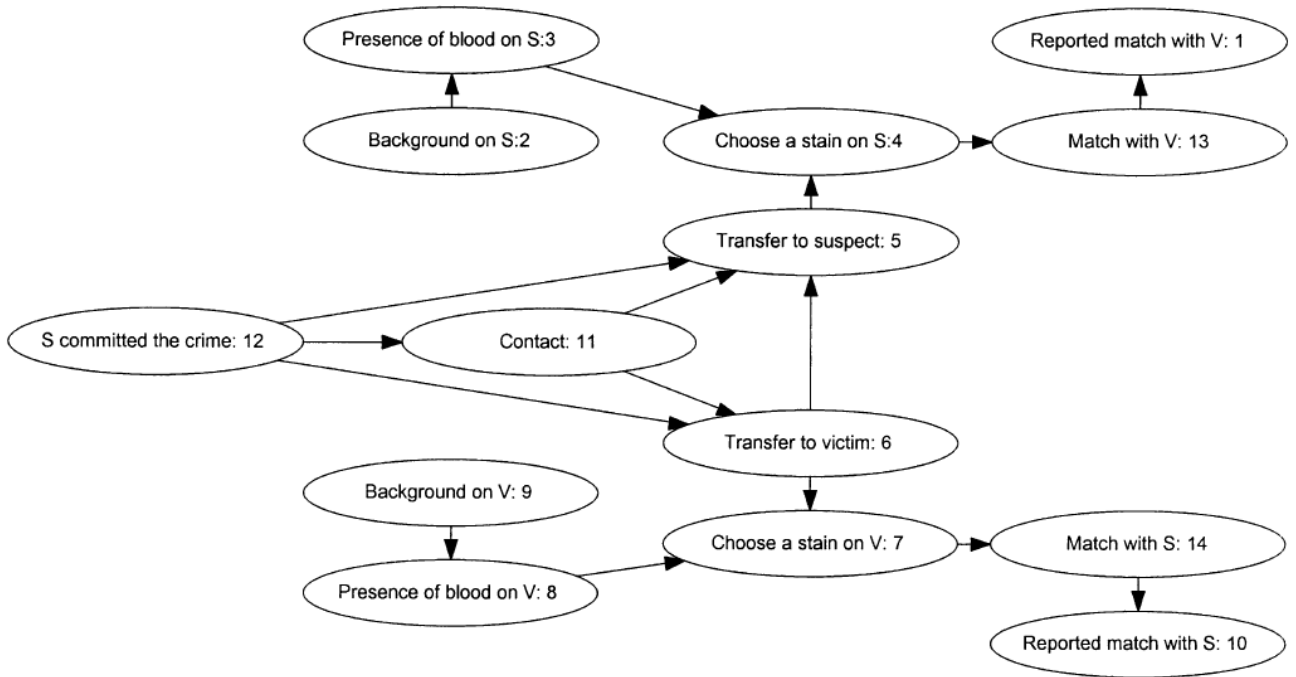 Presence of blood on S:3
Reported match with V: 1
Background on S:2
Choose a stain on S:4
Match with V: 13
Transfer to suspect: 5
S committed the crime: 12
Contact: 11
Transfer to victim: 6
Background on V: 9
Choose a stain on V: 7
Match with S: 14
Presence of blood on V: 8
Reported match with S: 10